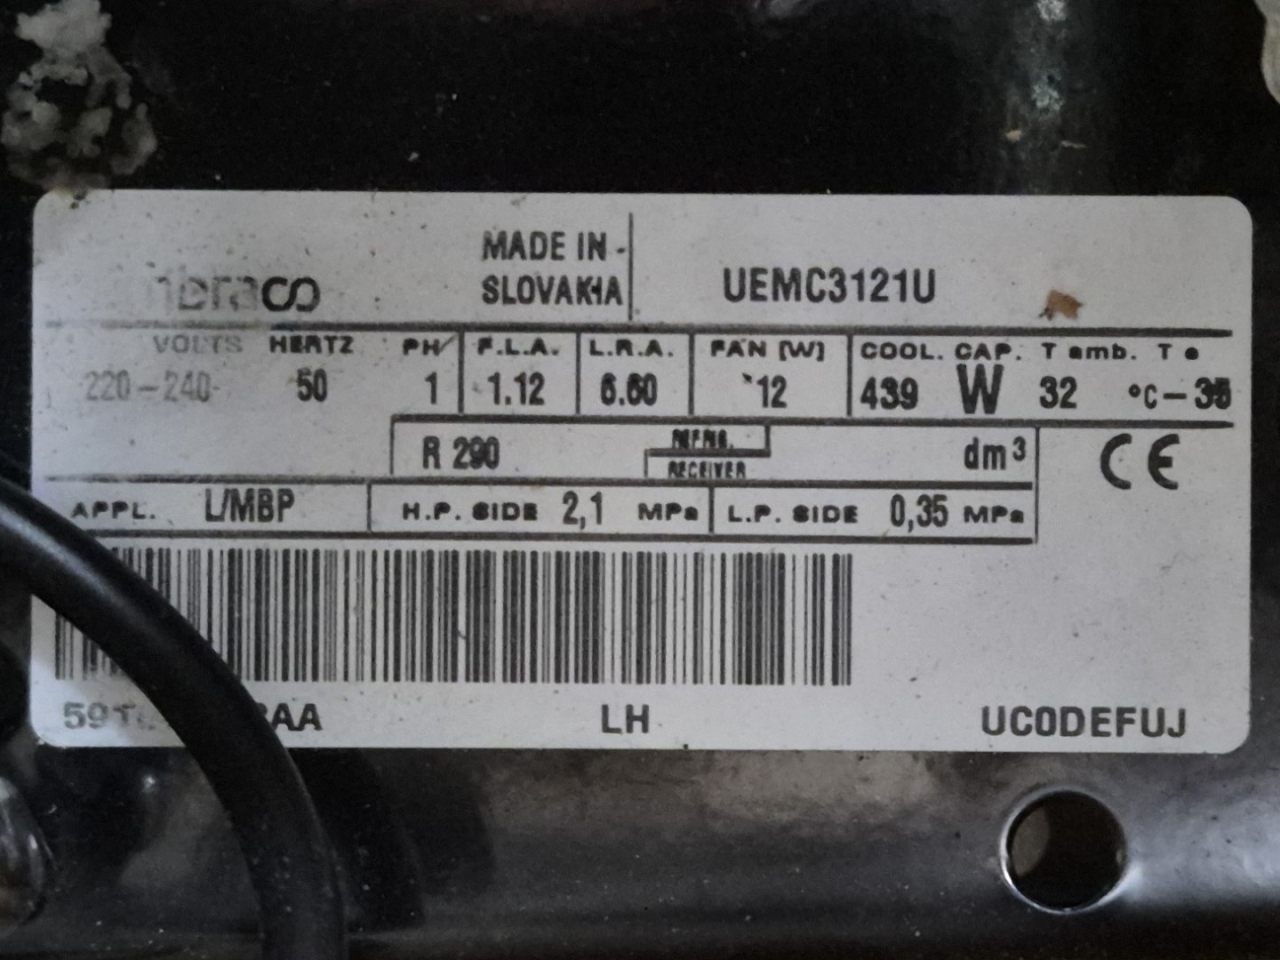 MADE IN
SLOVAKIA
UEMC3121U
VOLTS HERTZ PH F.L.A. L.R.A. FAN [W] COOL. CAP. T amb. T e
220-240 50 1 1.12 6.60 12 439 W 32 °C -35
R 290 REFRIG. dm³ CE
RECEIVER
APPL. L/MBP H.P. SIDE 2,1 MPa L.P. SIDE 0,35 MPa
AA LH UC0DEFUJ